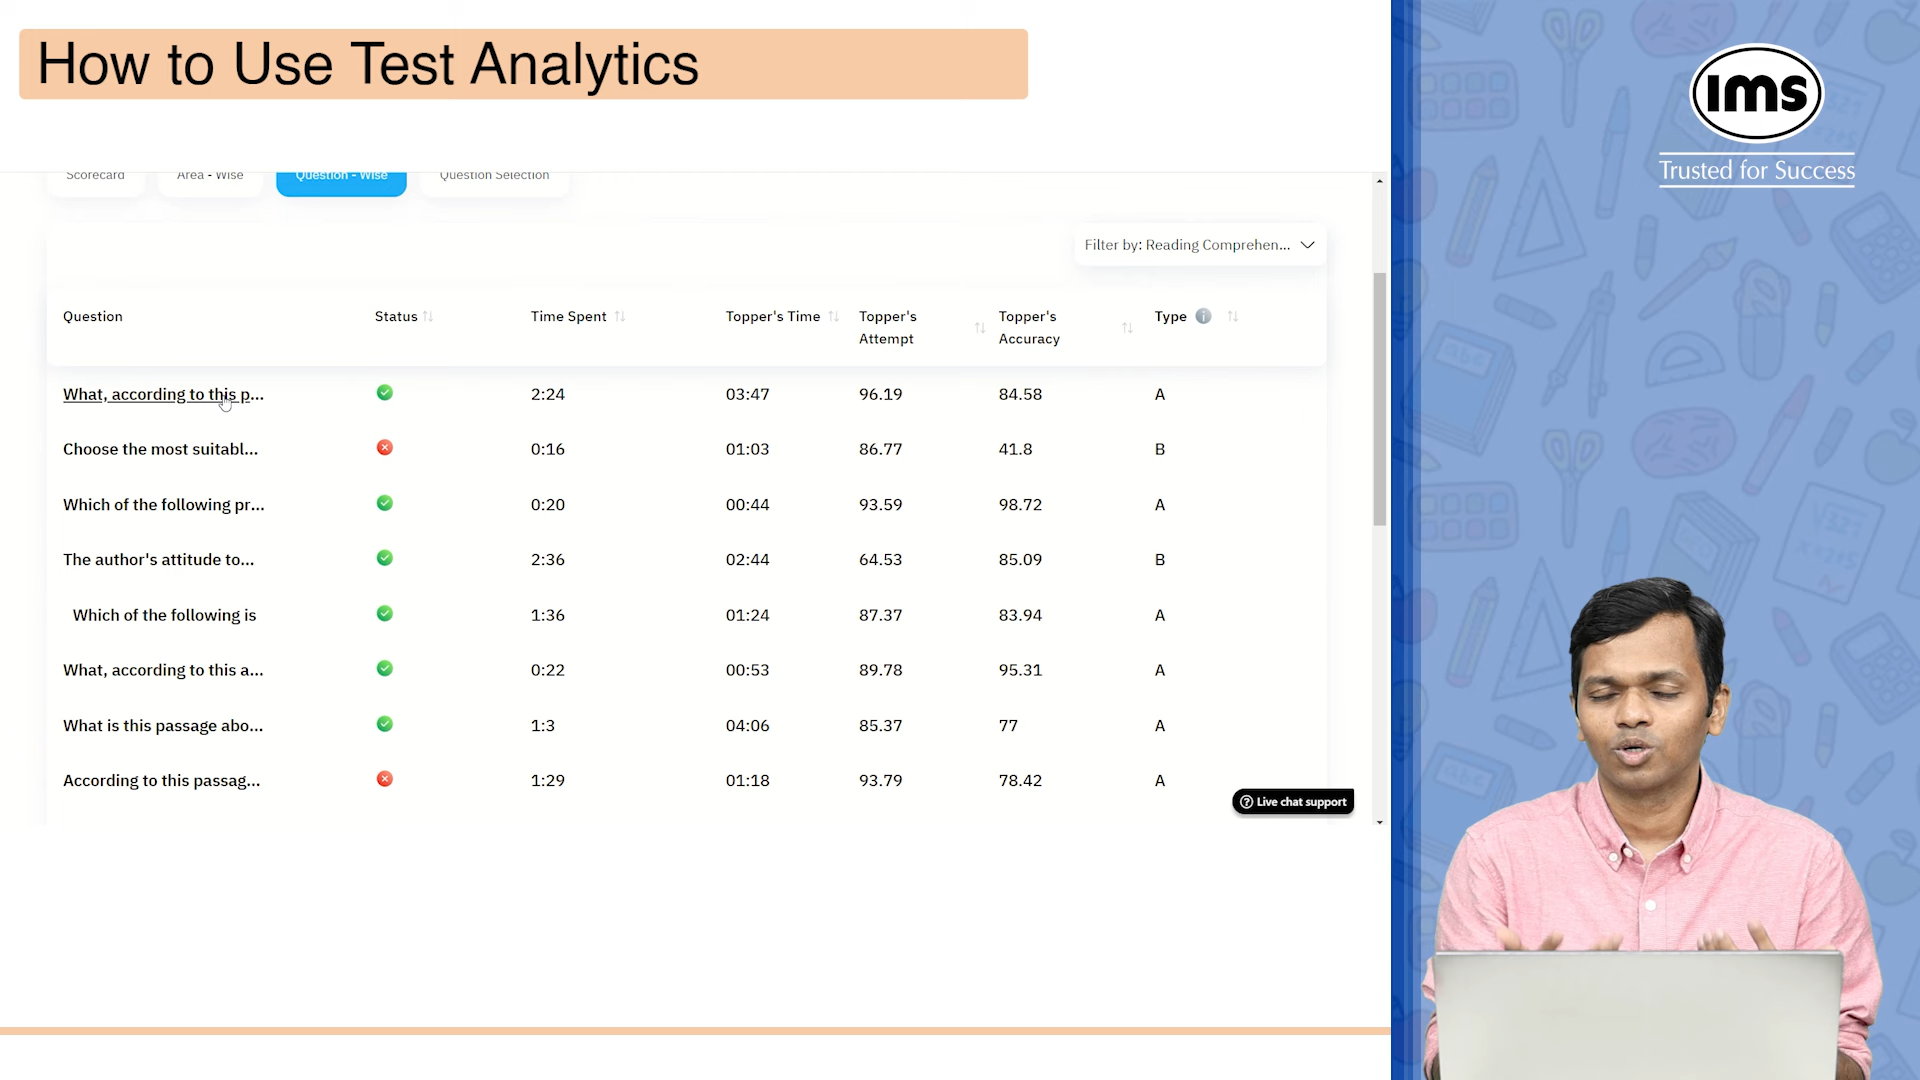 How to Use Test Analytics
ims
Trusted for Success
Scorecard Area - Wise Question - Wise Question Selection
Filter by: Reading Comprehen...
Question Status Time Spent Topper's Time Topper's Attempt Topper's Accuracy Type
What, according to this p... 2:24 03:47 96.19 84.58 A
Choose the most suitabl... 0:16 01:03 86.77 41.8 B
Which of the following pr... 0:20 00:44 93.59 98.72 A
The author's attitude to... 2:36 02:44 64.53 85.09 B
Which of the following is 1:36 01:24 87.37 83.94 A
What, according to this a... 0:22 00:53 89.78 95.31 A
What is this passage abo... 1:3 04:06 85.37 77 A
According to this passag... 1:29 01:18 93.79 78.42 A
Live chat support